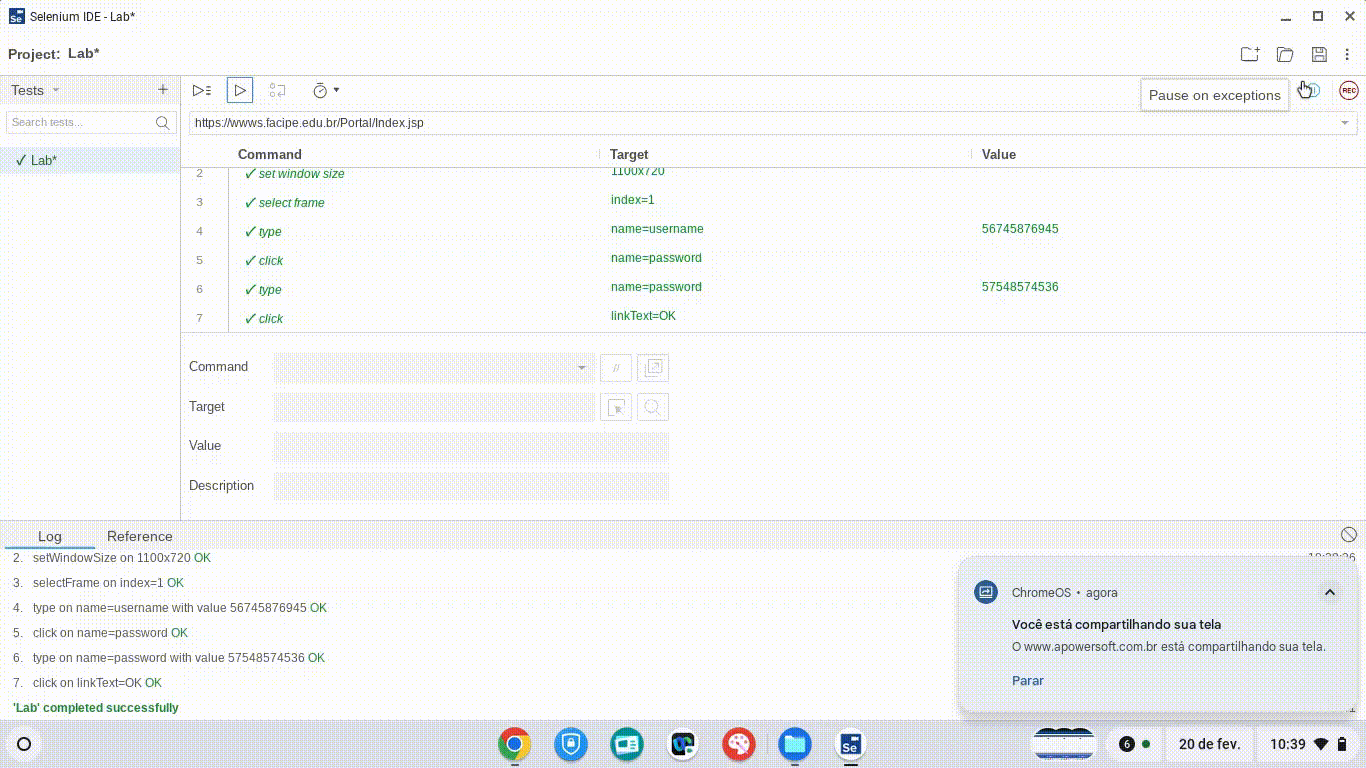 Selenium IDE - Lab*
Project: Lab*
Tests
Pause on exceptions
REC
Search tests...
https://wwws.facipe.edu.br/Portal/Index.jsp
✓ Lab*
Command Target Value
2 ✓ set window size 1100x720
3 ✓ select frame index=1
4 ✓ type name=username 56745876945
5 ✓ click name=password
6 ✓ type name=password 57548574536
7 ✓ click linkText=OK
Command
//
Target
Value
Description
Log Reference
2. setWindowSize on 1100x720 OK
3. selectFrame on index=1 OK
4. type on name=username with value 56745876945 OK
5. click on name=password OK
6. type on name=password with value 57548574536 OK
7. click on linkText=OK OK
'Lab' completed successfully
ChromeOS • agora
Você está compartilhando sua tela
O www.apowersoft.com.br está compartilhando sua tela.
Parar
Se
6
20 de fev.
10:39